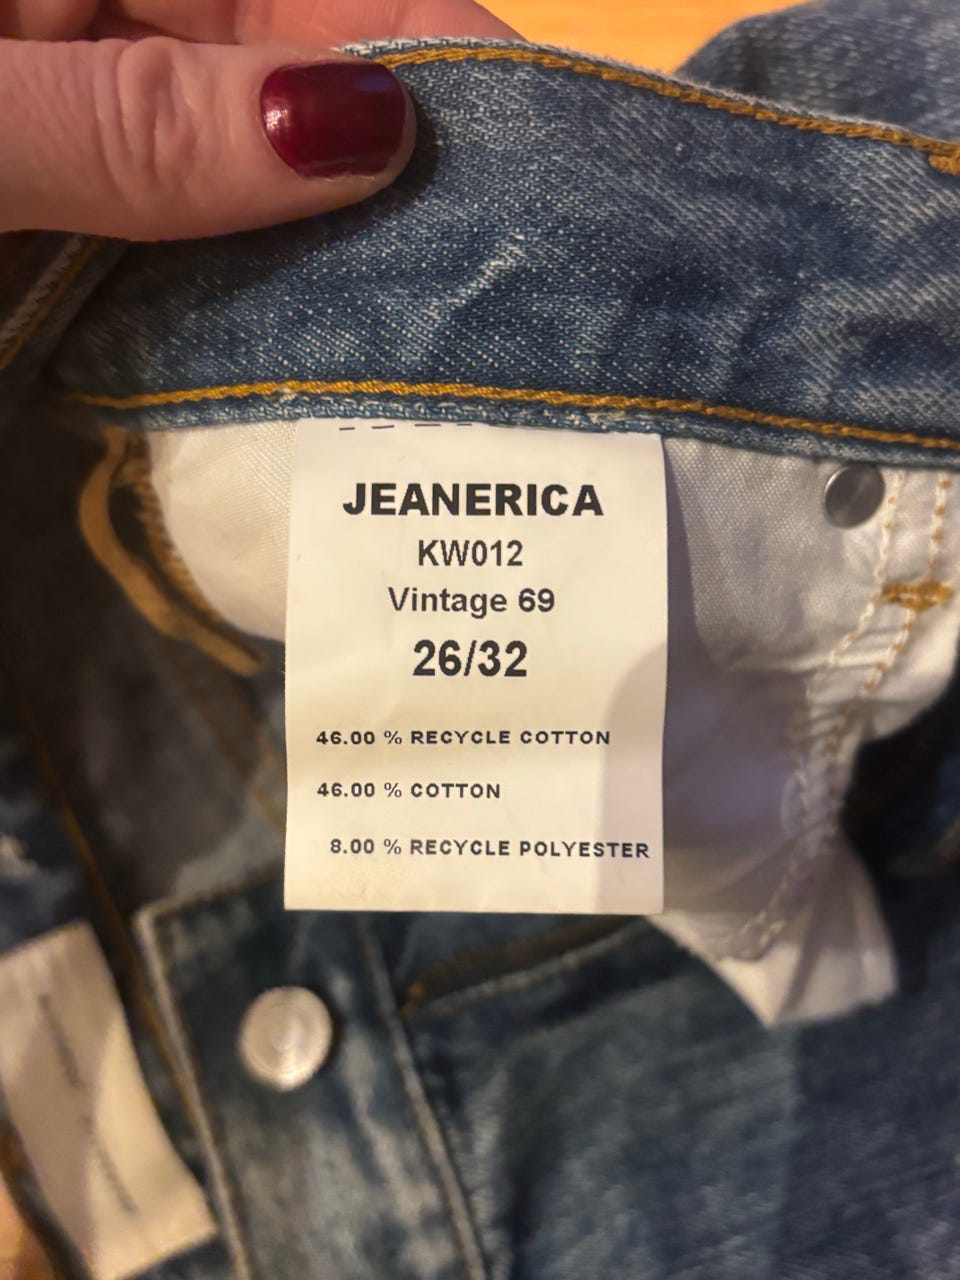 JEANERICA
KW012
Vintage 69
26/32
46.00 % RECYCLE COTTON
46.00 % COTTON
8.00 % RECYCLE POLYESTER